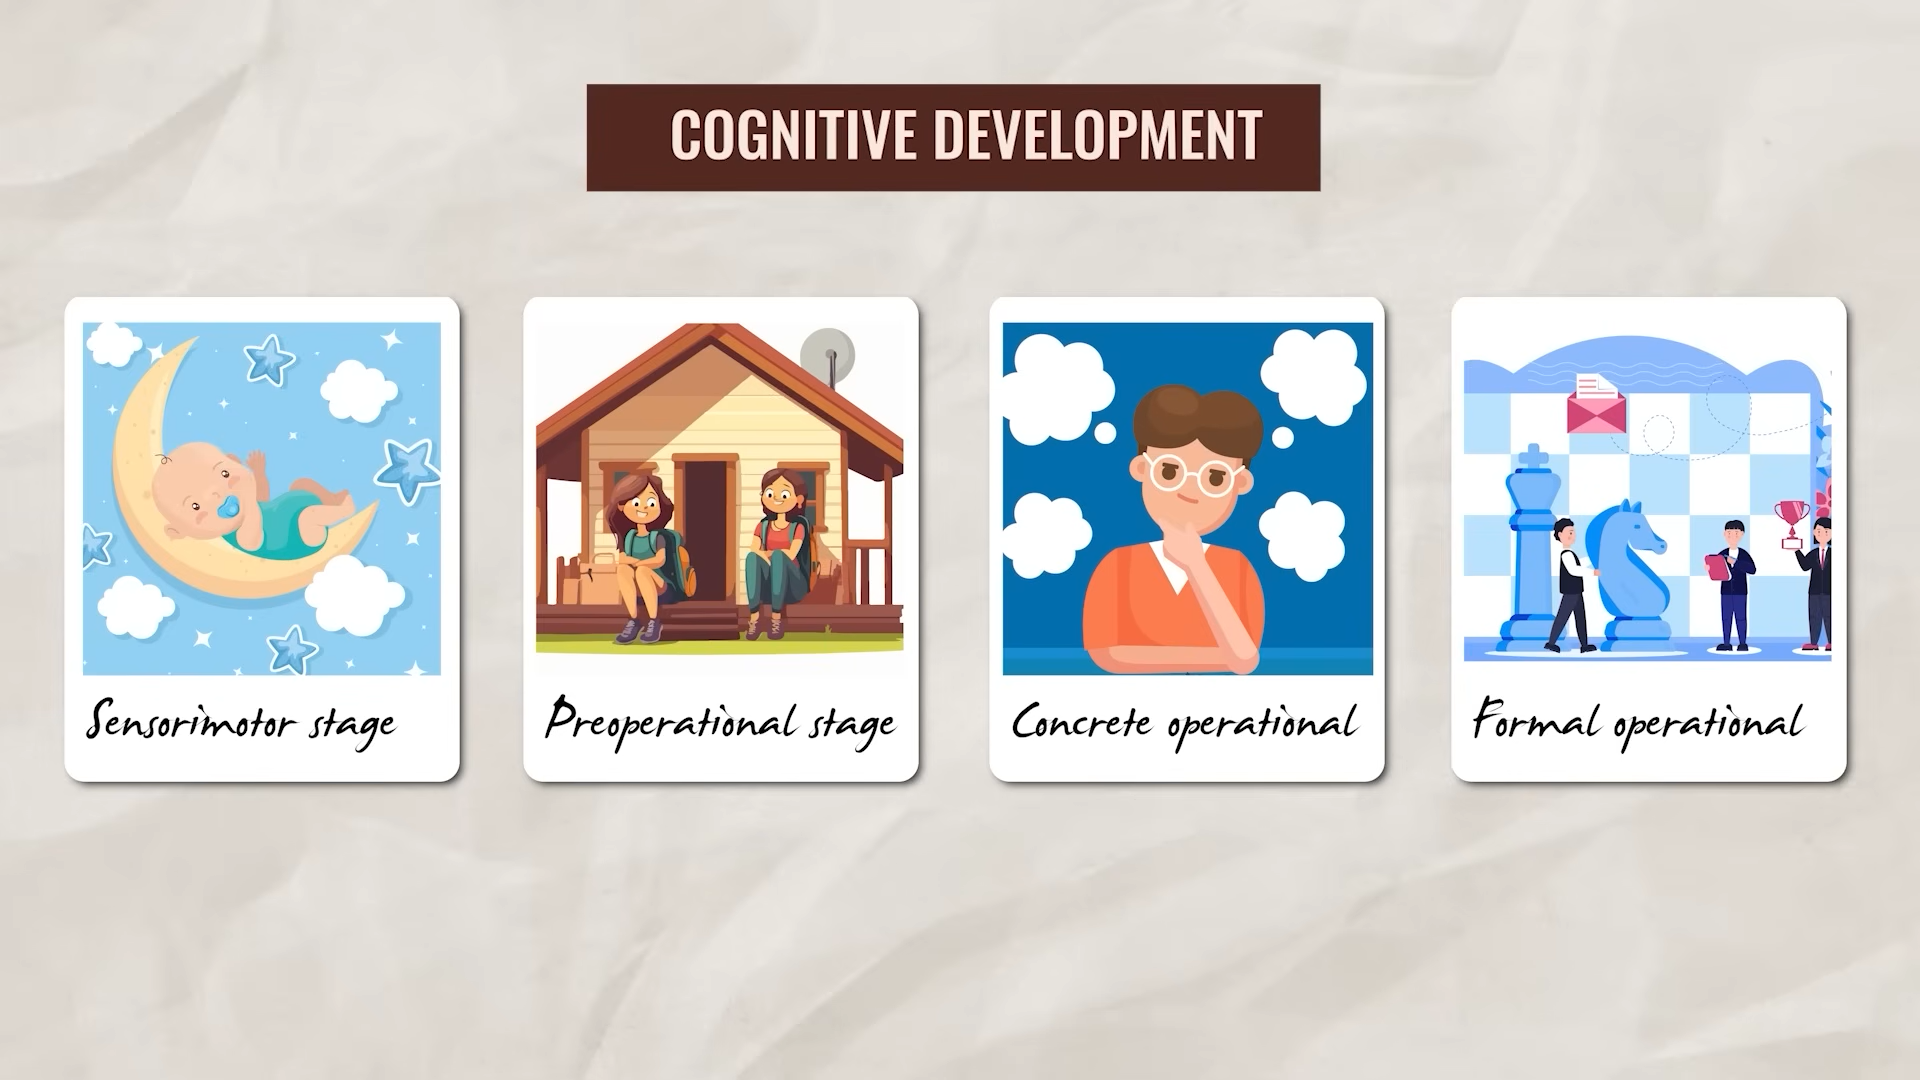 COGNITIVE DEVELOPMENT
Sensorimotor stage
Preoperational stage
Concrete operational
Formal operational